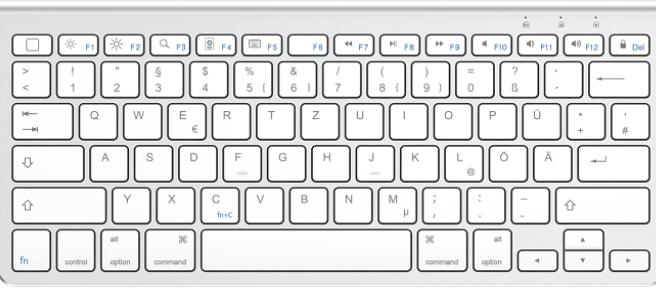 F1 F2 F3 F4 F5 F6 F7 F8 F9 F10 F11 F12 Del
> ! " § $ % & / ( ) = ?
< 1 2 3 4 5 [ 6 ] 7 8 { 9 } 0 ß
Q W E R T Z U I O P Ü * '
€ + #
A S D F G H J K L Ö Ä
@
Y X C V B N M ; : _
fn+C µ , . -
alt ⌘ ⌘ alt
fn control option command command option